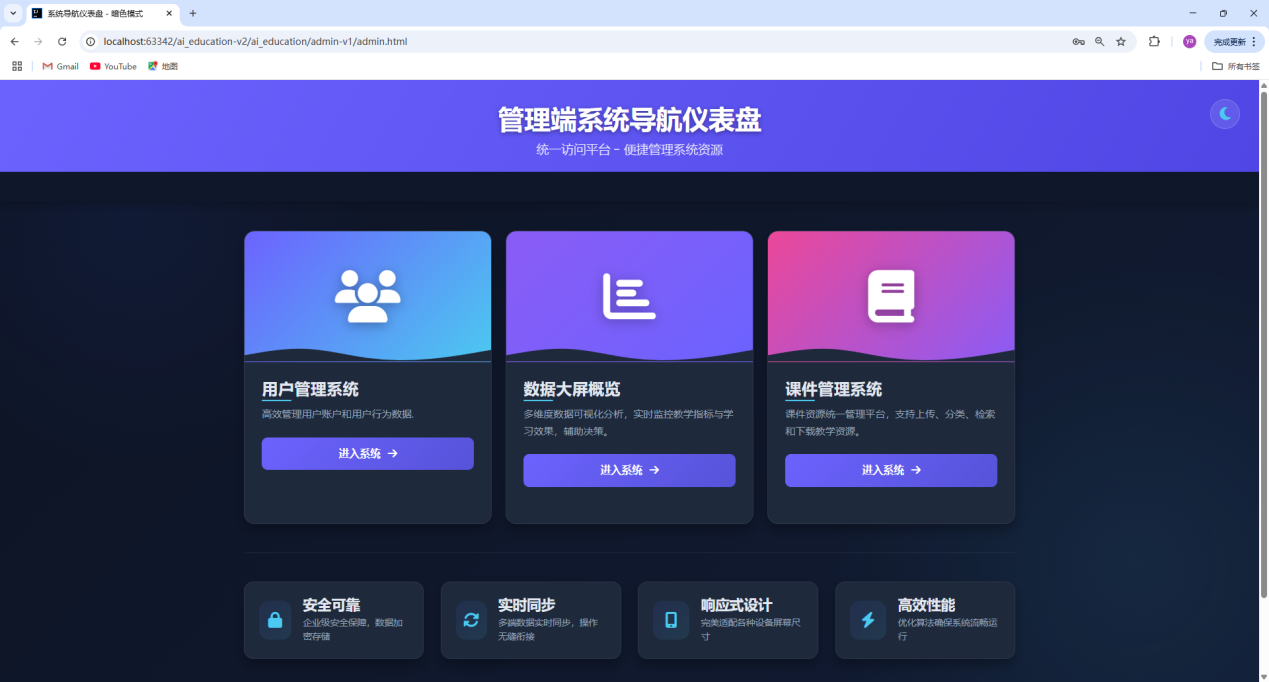 系统导航仪表盘 - 暗色模式
localhost:63342/ai_education-v2/ai_education/admin-v1/admin.html
ya
完成更新
Gmail
YouTube
地图
所有书签
管理端系统导航仪表盘
统一访问平台 - 便捷管理系统资源
用户管理系统
高效管理用户账户和用户行为数据.
进入系统 →
数据大屏概览
多维度数据可视化分析，实时监控教学指标与学
习效果，辅助决策。
进入系统 →
课件管理系统
课件资源统一管理平台，支持上传、分类、检索
和下载教学资源。
进入系统 →
安全可靠
企业级安全保障，数据加
密存储
实时同步
多端数据实时同步，操作
无缝衔接
响应式设计
完美适配各种设备屏幕尺
寸
高效性能
优化算法确保系统流畅运
行